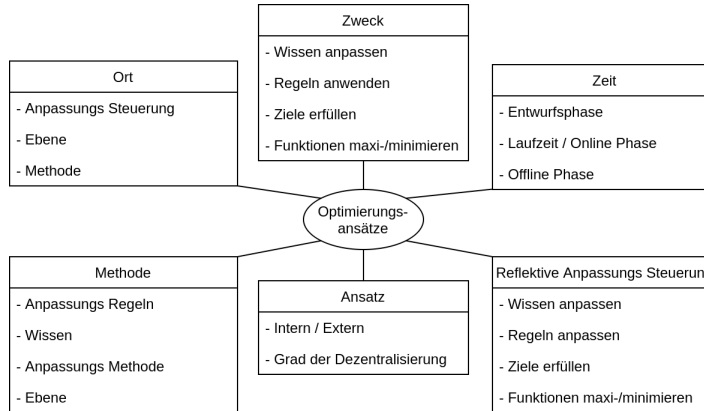 Zweck
- Wissen anpassen
- Regeln anwenden
- Ziele erfüllen
- Funktionen maxi-/minimieren
Ort
- Anpassungs Steuerung
- Ebene
- Methode
Zeit
- Entwurfsphase
- Laufzeit / Online Phase
- Offline Phase
Optimierungs-
ansätze
Methode
- Anpassungs Regeln
- Wissen
- Anpassungs Methode
- Ebene
Ansatz
- Intern / Extern
- Grad der Dezentralisierung
Reflektive Anpassungs Steuerun
- Wissen anpassen
- Regeln anpassen
- Ziele erfüllen
- Funktionen maxi-/minimieren